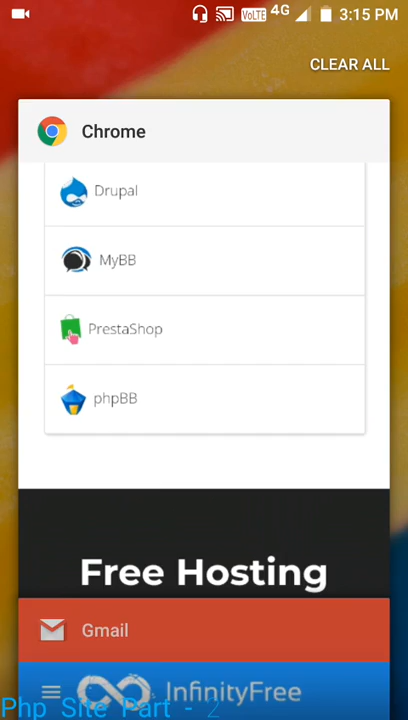 VoLTE 4G 3:15 PM
CLEAR ALL
Chrome
Drupal
MyBB
PrestaShop
phpBB
Free Hosting
Gmail
InfinityFree
Php Site Part - 2